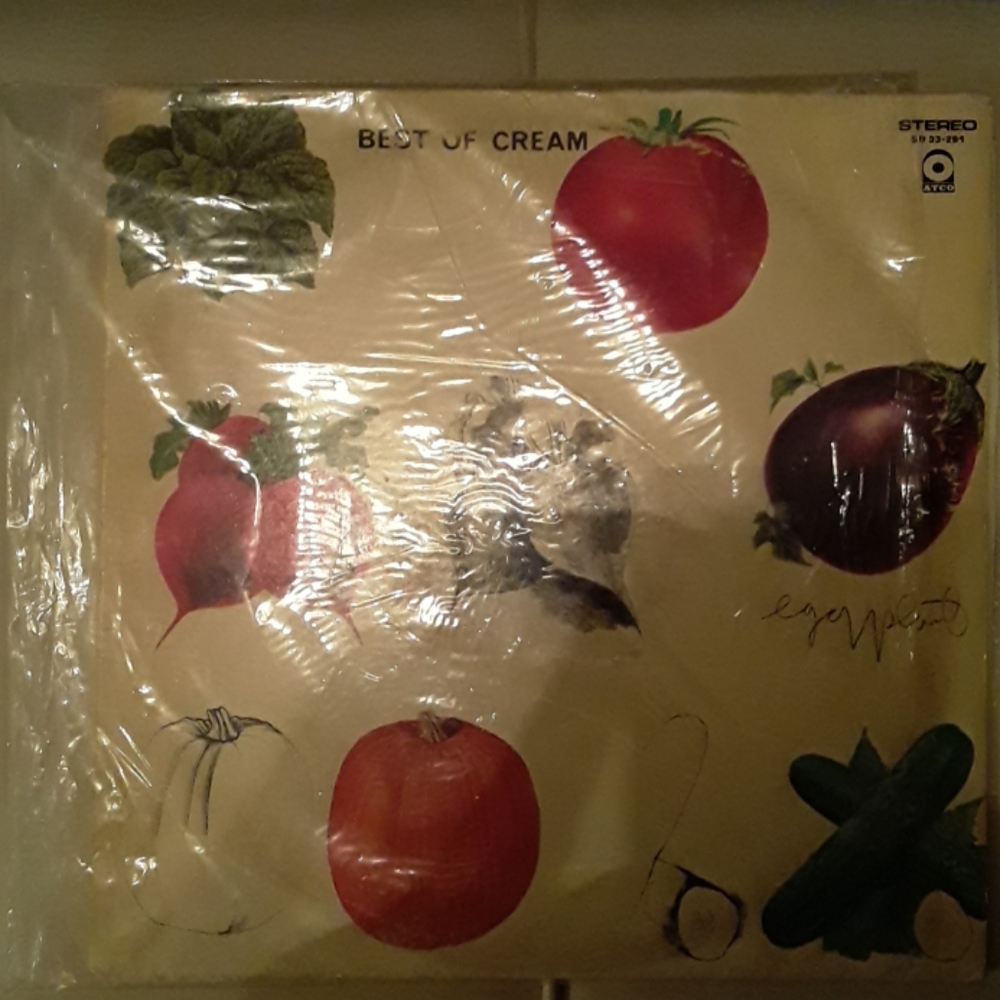 BEST OF CREAM
STEREO
SD 33-291
ATCO
eggplant